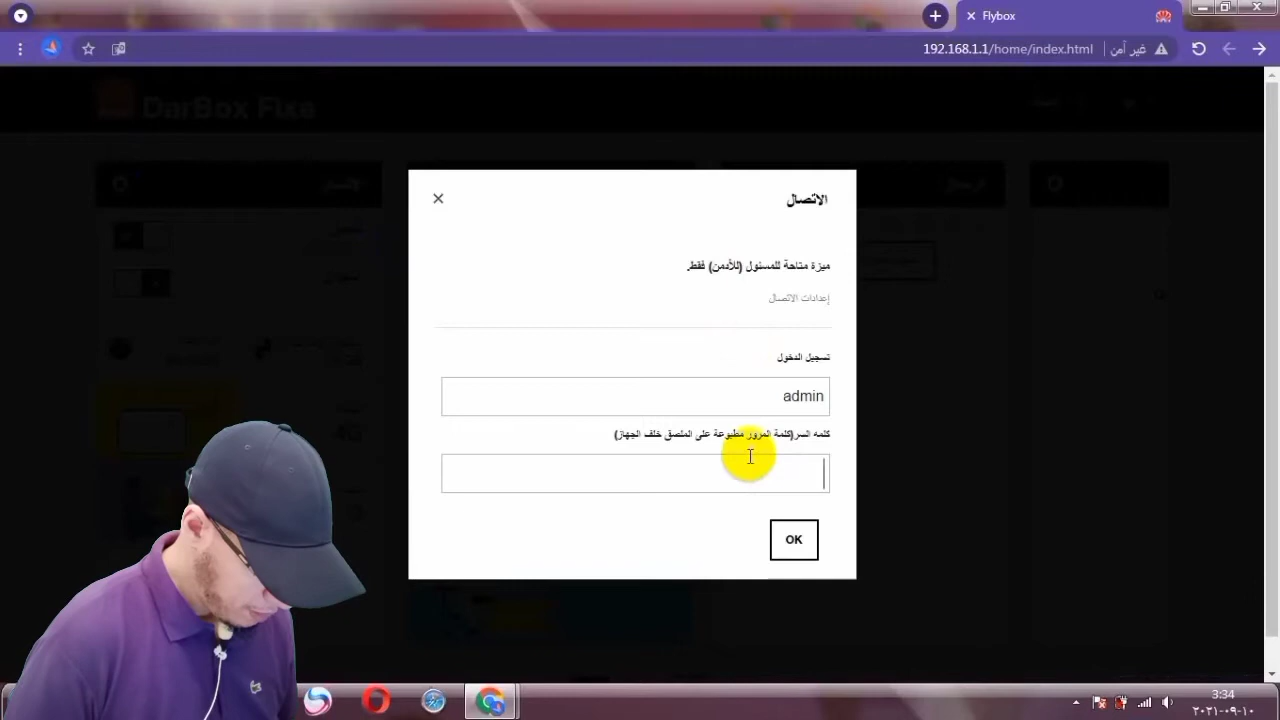 Flybox
192.168.1.1/home/index.html
غير آمن
DarBox Fixe
الاتصال
ميزة متاحة للمسئول (للأدمن) فقط.
إعدادات الاتصال
تسجيل الدخول
admin
كلمه السر(كلمة المرور مطبوعة على الملصق خلف الجهاز)
OK
3:34
٢٠٢١-٠٩-١٠